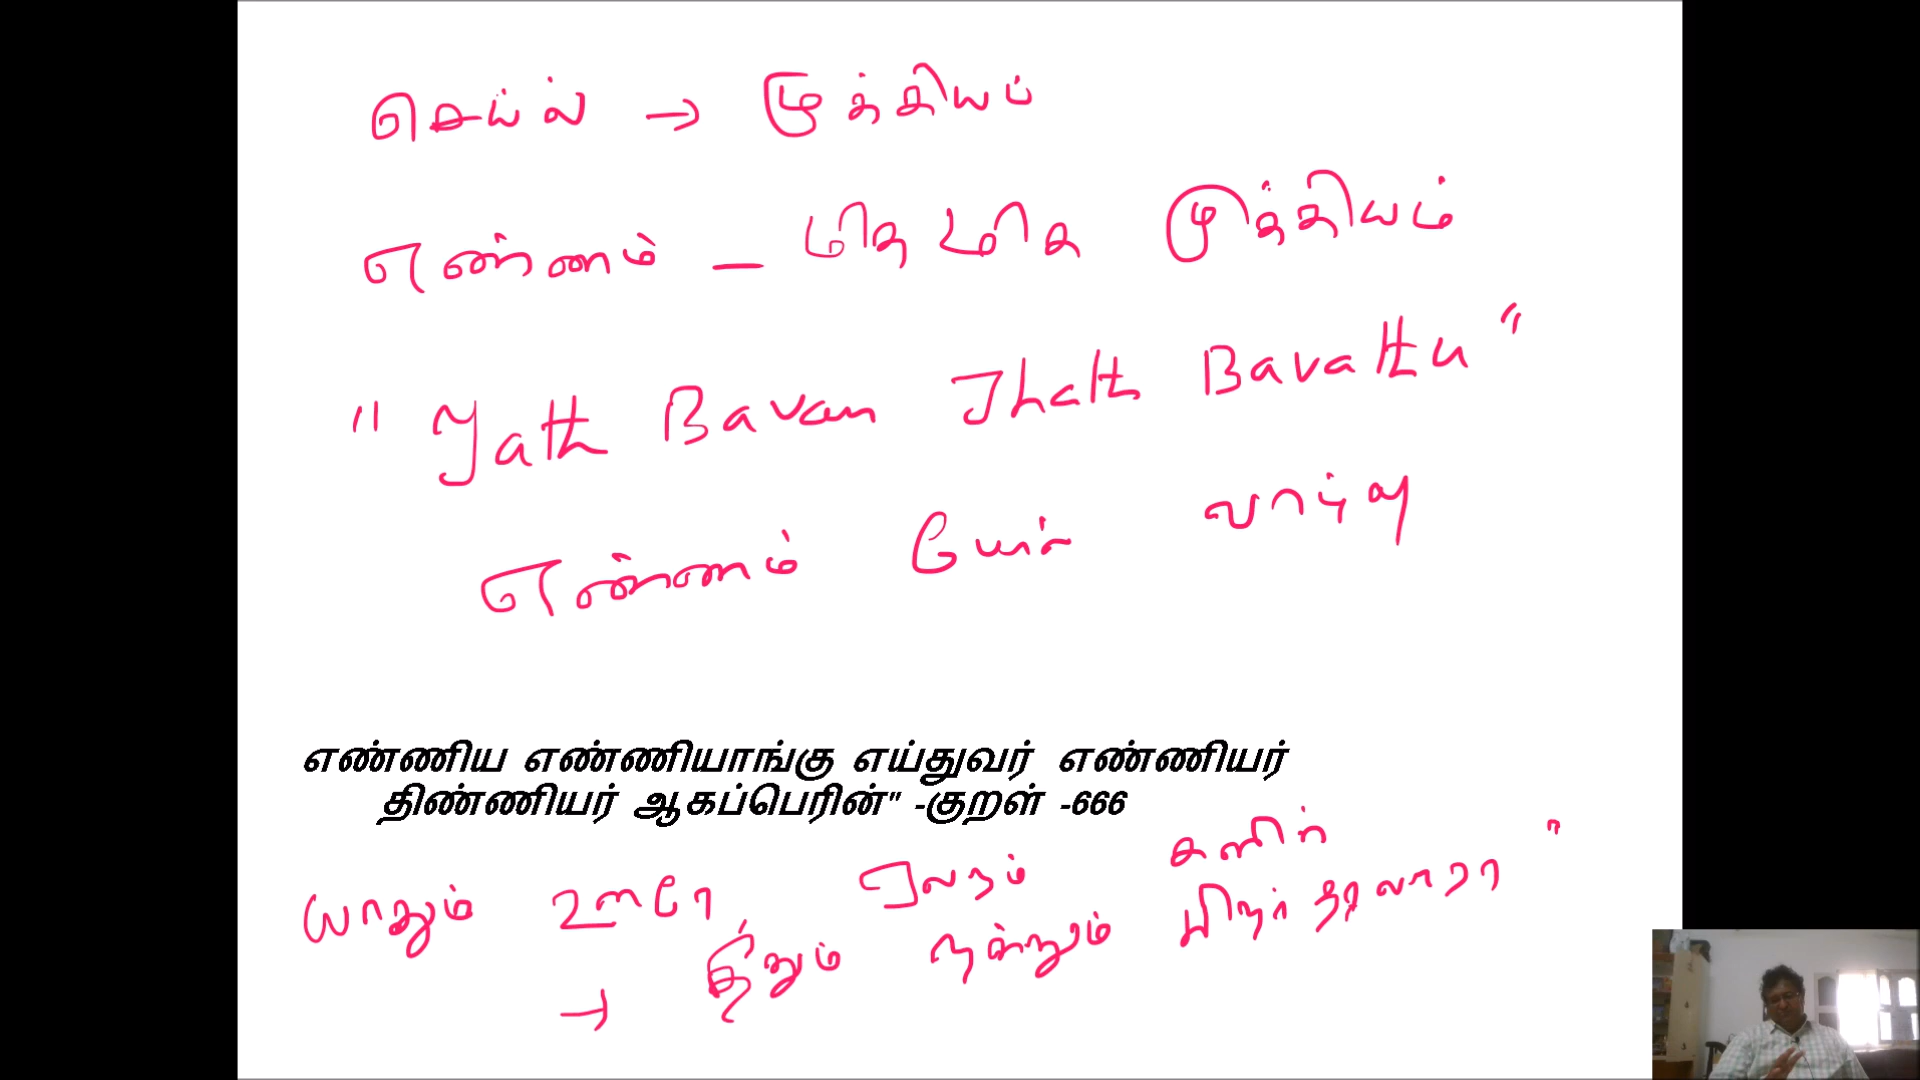 செயல் → முக்கியம்
எண்ணம் – மிக மிக முக்கியம்
"Yath Bavam Thath Bavathu"
எண்ணம் போல் வாழ்வு
எண்ணிய எண்ணியாங்கு எய்துவர் எண்ணியர்
திண்ணியர் ஆகப்பெரின்" -குறள் -666
யாதும் ஊரே, கேளிர்
→ தீதும் நன்றும் பிறர் தர வாரா"